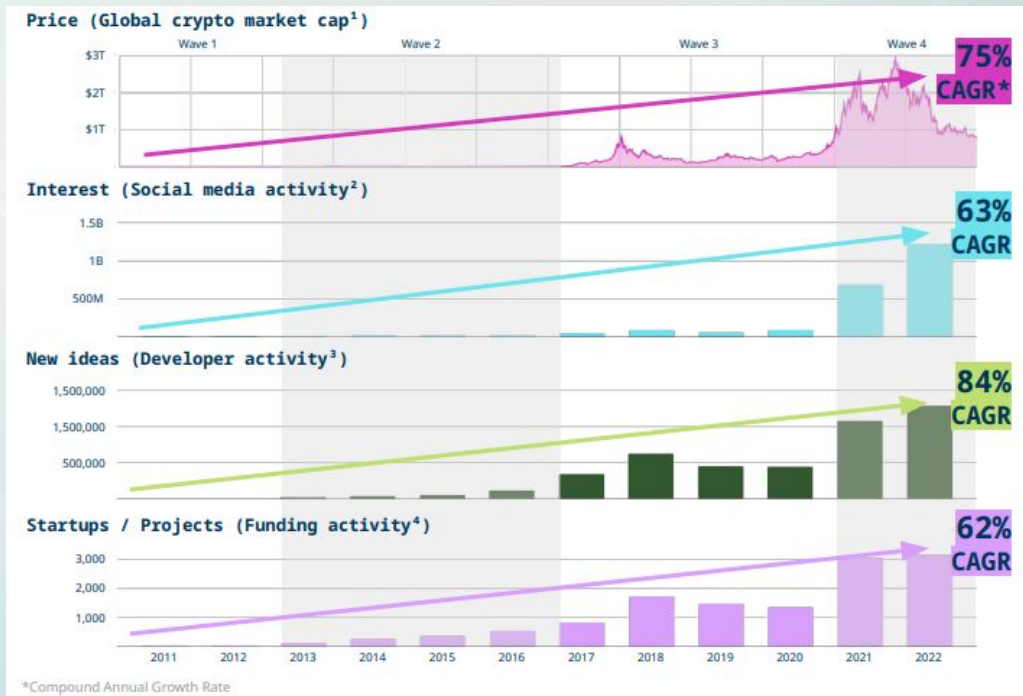 Price (Global crypto market cap¹)
Wave 1 Wave 2 Wave 3 Wave 4
75%
CAGR*
$3T
$2T
$1T
Interest (Social media activity²)
63%
CAGR
1.5B
1B
500M
New ideas (Developer activity³)
84%
CAGR
1,500,000
1,500,000
500,000
Startups / Projects (Funding activity⁴)
62%
CAGR
3,000
2,000
1,000
2011 2012 2013 2014 2015 2016 2017 2018 2019 2020 2021 2022
*Compound Annual Growth Rate